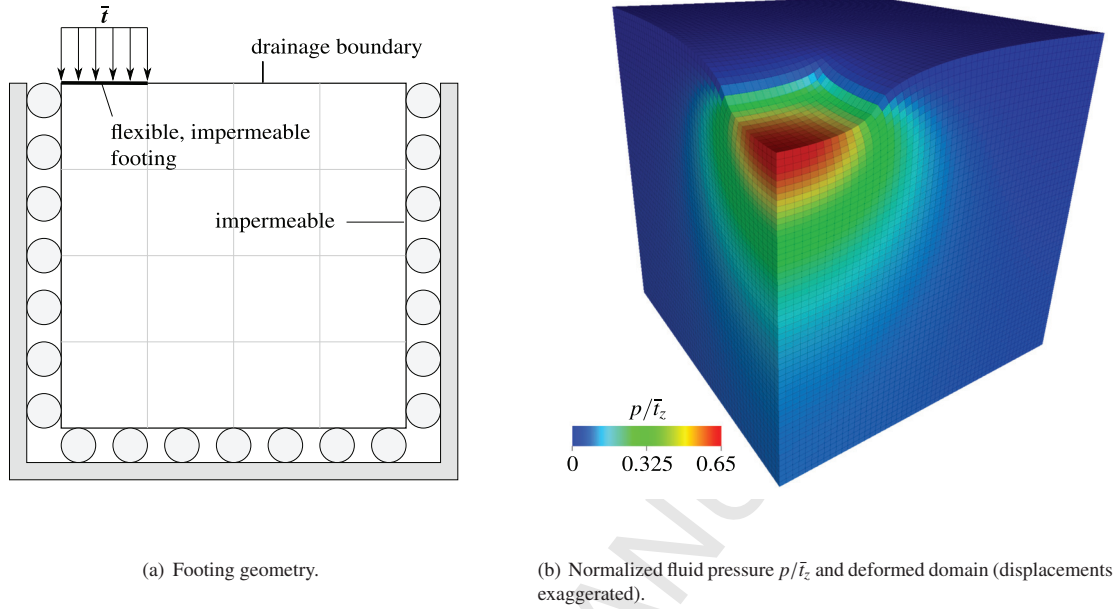 t̄
drainage boundary
flexible, impermeable
footing
impermeable
p/t̄z
0 0.325 0.65
(a) Footing geometry.
(b) Normalized fluid pressure p/t̄z and deformed domain (displacements
exaggerated).